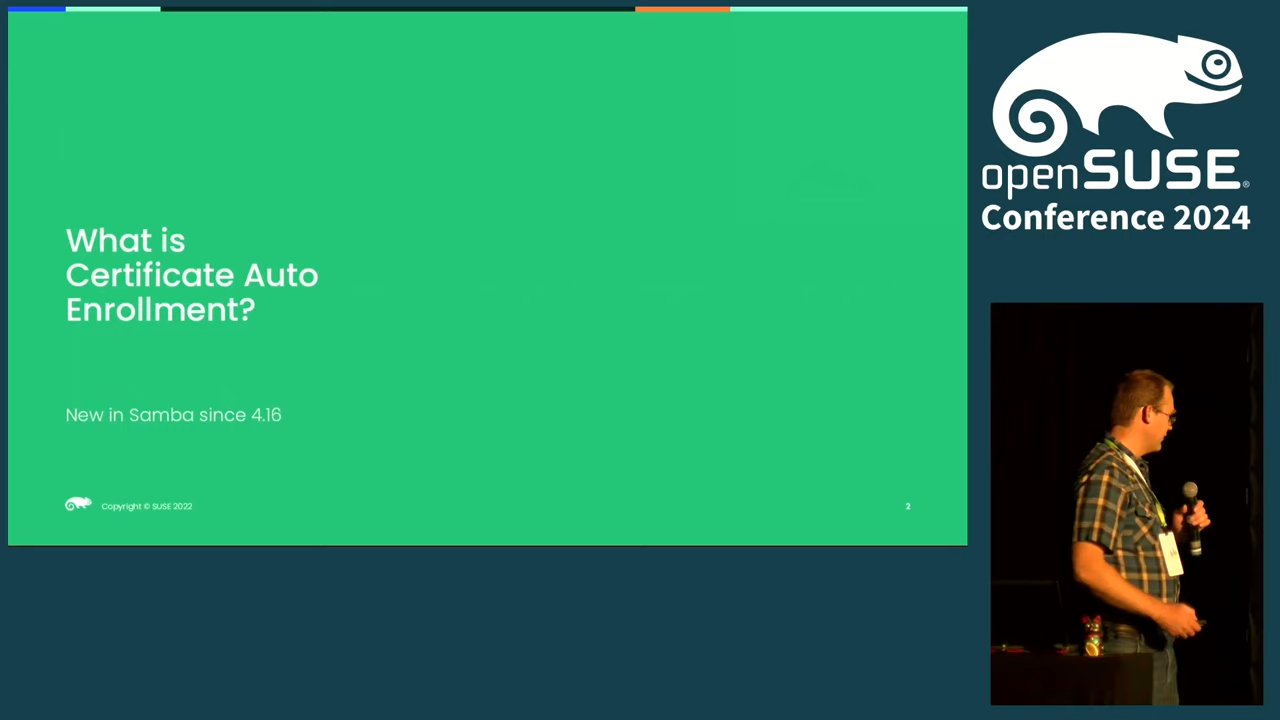 What is
Certificate Auto
Enrollment?
New in Samba since 4.16
Copyright © SUSE 2022
2
openSUSE®
Conference 2024